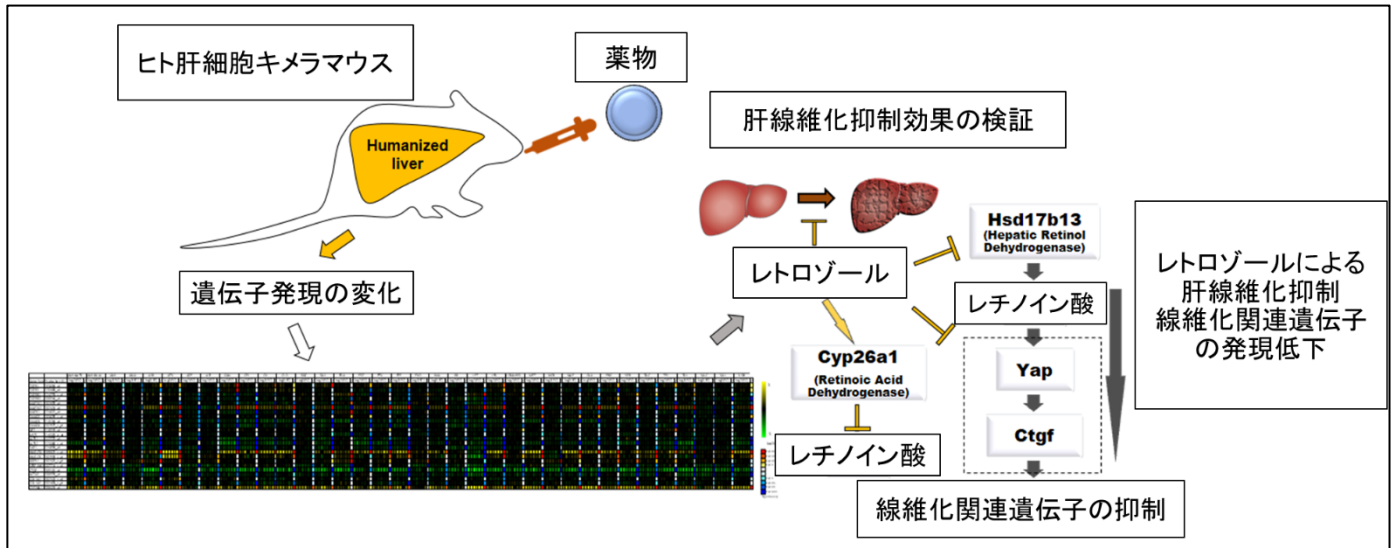 ヒト肝細胞キメラマウス
薬物
Humanized
liver
遺伝子発現の変化
肝線維化抑制効果の検証
レトロゾール
Hsd17b13
(Hepatic Retinol
Dehydrogenase)
レチノイン酸
Yap
Ctgf
線維化関連遺伝子の抑制
Cyp26a1
(Retinoic Acid
Dehydrogenase)
レチノイン酸
レトロゾールによる
肝線維化抑制
線維化関連遺伝子
の発現低下